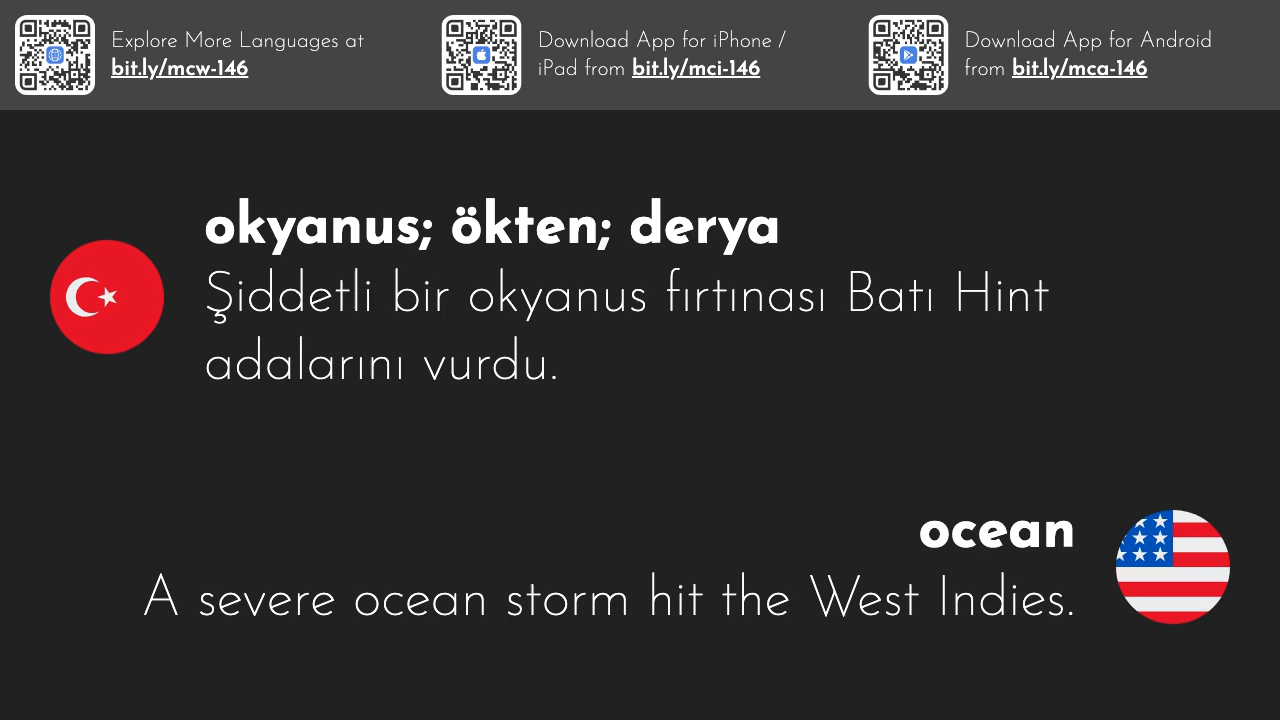 Explore More Languages at
bit.ly/mcw-146
Download App for iPhone /
iPad from bit.ly/mci-146
Download App for Android
from bit.ly/mca-146
okyanus; ökten; derya
Şiddetli bir okyanus fırtınası Batı Hint
adalarını vurdu.
ocean
A severe ocean storm hit the West Indies.